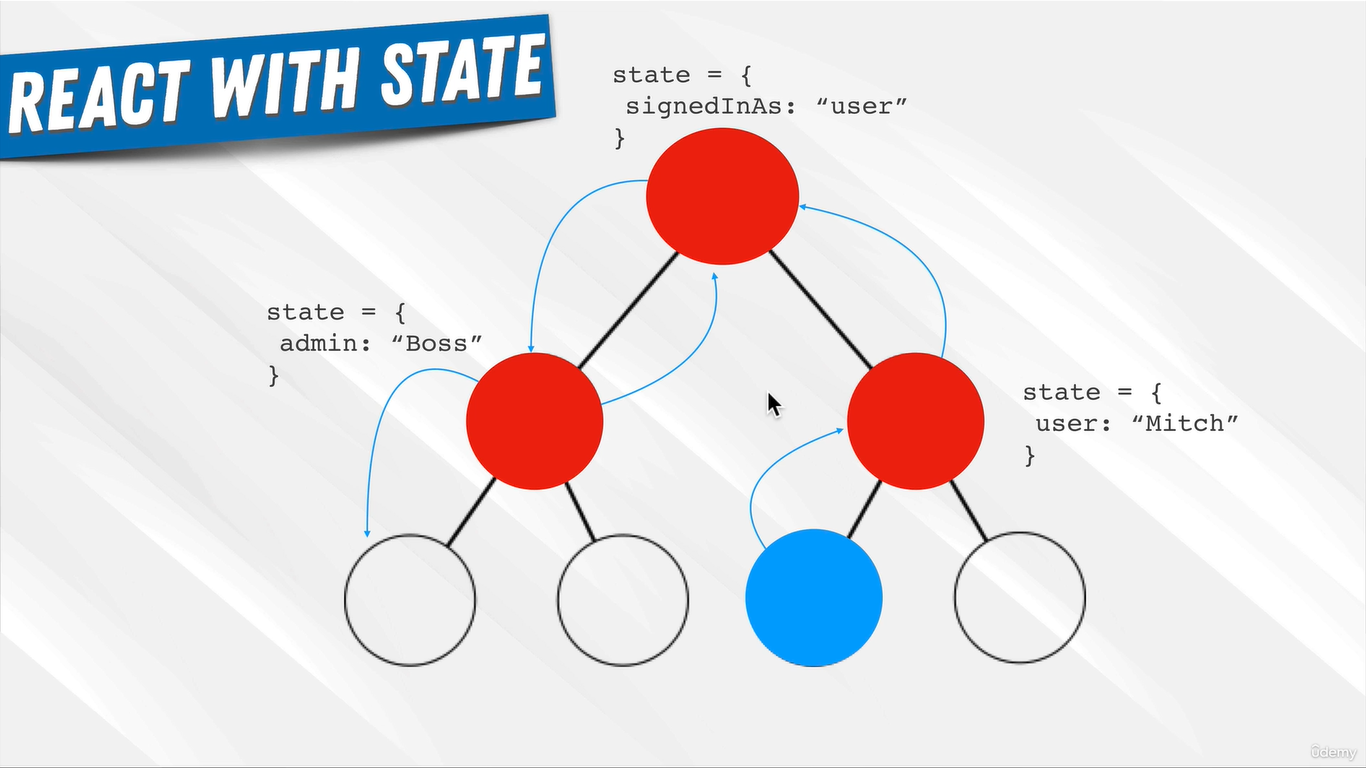 REACT WITH STATE
state = {
signedInAs: “user”
}
state = {
admin: “Boss”
}
state = {
user: “Mitch”
}
ûdemy